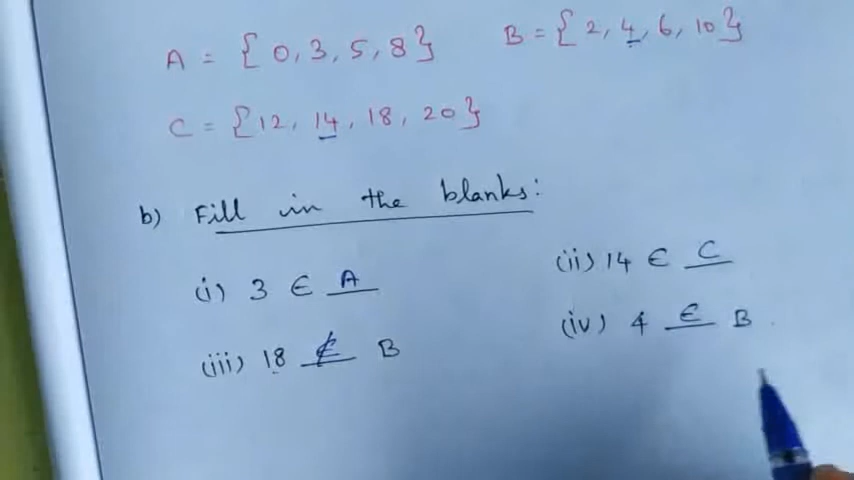 A = {0, 3, 5, 8} B = {2, 4, 6, 10}
C = {12, 14, 18, 20}
b) Fill in the blanks:
(i) 3 ∈ A (ii) 14 ∈ C
(iii) 18 ∉ B (iv) 4 ∈ B